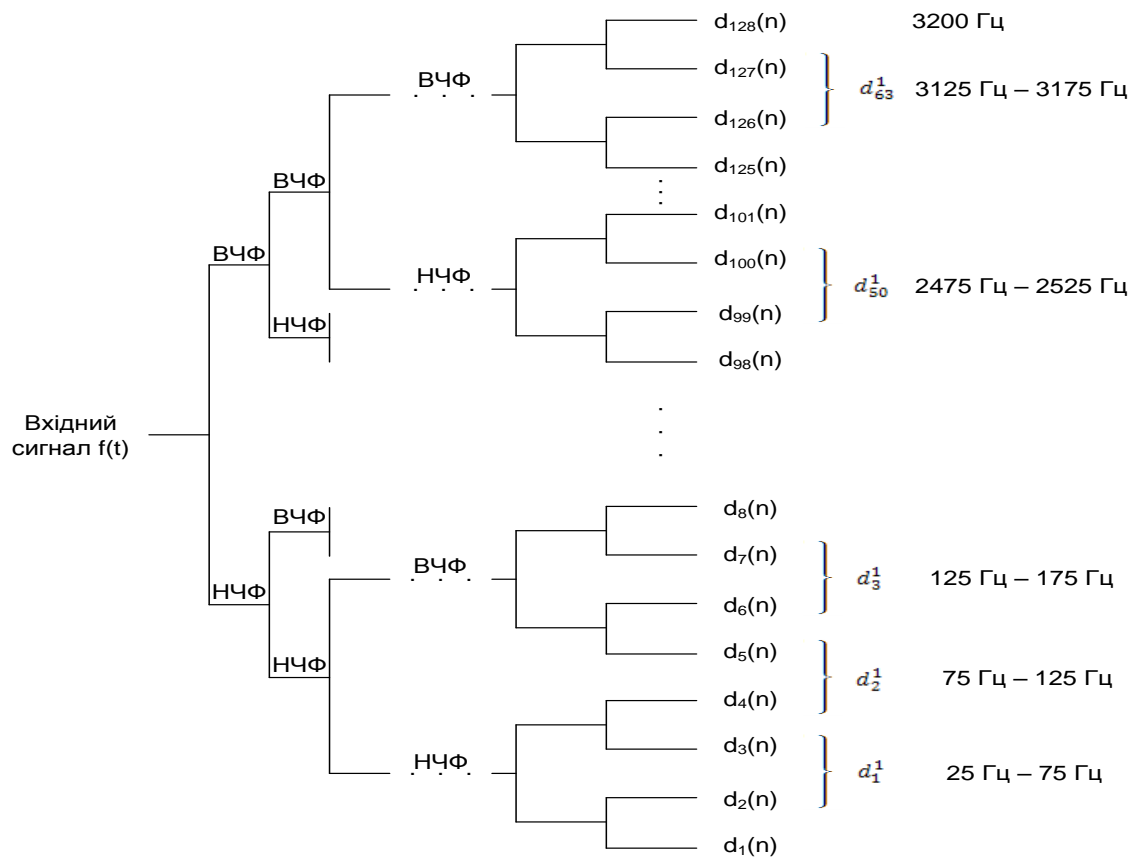 d₁₂₈(n) 3200 Гц
d₁₂₇(n)
ВЧФ
d¹₆₃ 3125 Гц – 3175 Гц
d₁₂₆(n)
d₁₂₅(n)
ВЧФ
d₁₀₁(n)
ВЧФ
d₁₀₀(n)
НЧФ
d¹₅₀ 2475 Гц – 2525 Гц
d₉₉(n)
НЧФ
d₉₈(n)
Вхідний
сигнал f(t)
d₈(n)
ВЧФ
d₇(n)
ВЧФ
d¹₃ 125 Гц – 175 Гц
НЧФ
d₆(n)
d₅(n)
НЧФ
d¹₂ 75 Гц – 125 Гц
d₄(n)
d₃(n)
НЧФ
d¹₁ 25 Гц – 75 Гц
d₂(n)
d₁(n)